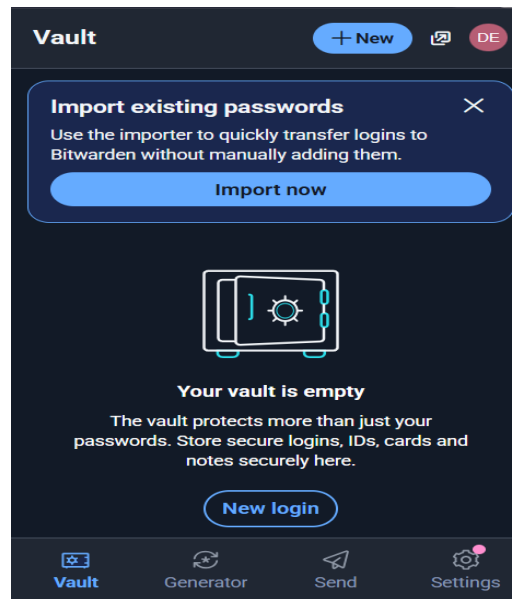 Vault
+ New
DE
Import existing passwords
Use the importer to quickly transfer logins to
Bitwarden without manually adding them.
Import now
Your vault is empty
The vault protects more than just your
passwords. Store secure logins, IDs, cards and
notes securely here.
New login
Vault
Generator
Send
Settings